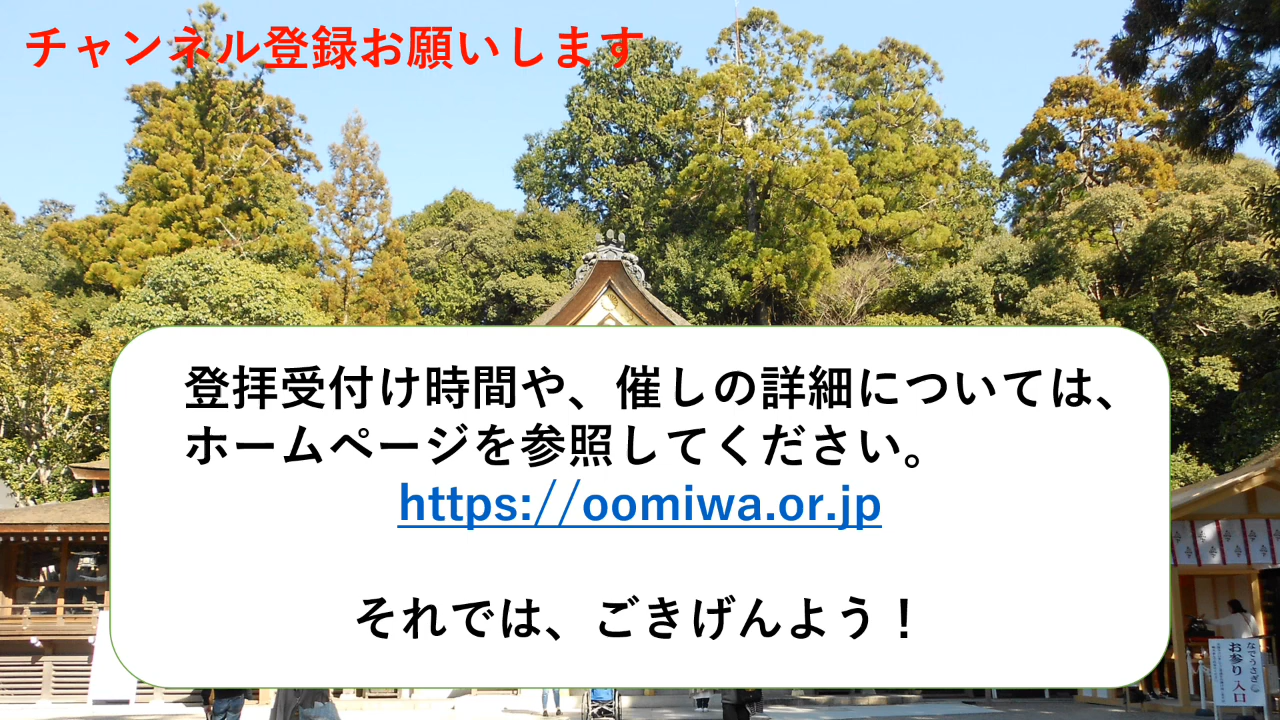 チャンネル登録お願いします
登拝受付け時間や、催しの詳細については、
ホームページを参照してください。
https://oomiwa.or.jp
それでは、ごきげんよう！
なでうさぎ
お参り 入口